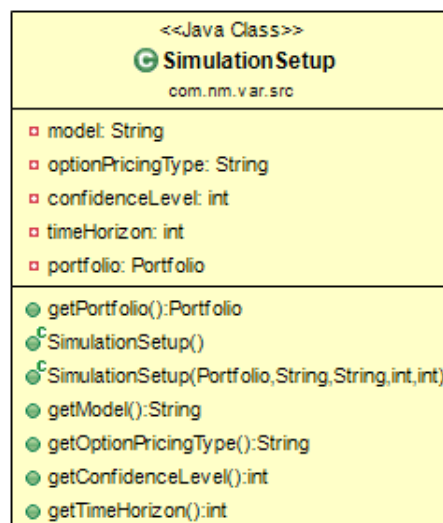 <<Java Class>>
SimulationSetup
com.nm.var.src
model: String
optionPricingType: String
confidenceLevel: int
timeHorizon: int
portfolio: Portfolio
getPortfolio():Portfolio
SimulationSetup()
SimulationSetup(Portfolio,String,String,int,int)
getModel():String
getOptionPricingType():String
getConfidenceLevel():int
getTimeHorizon():int